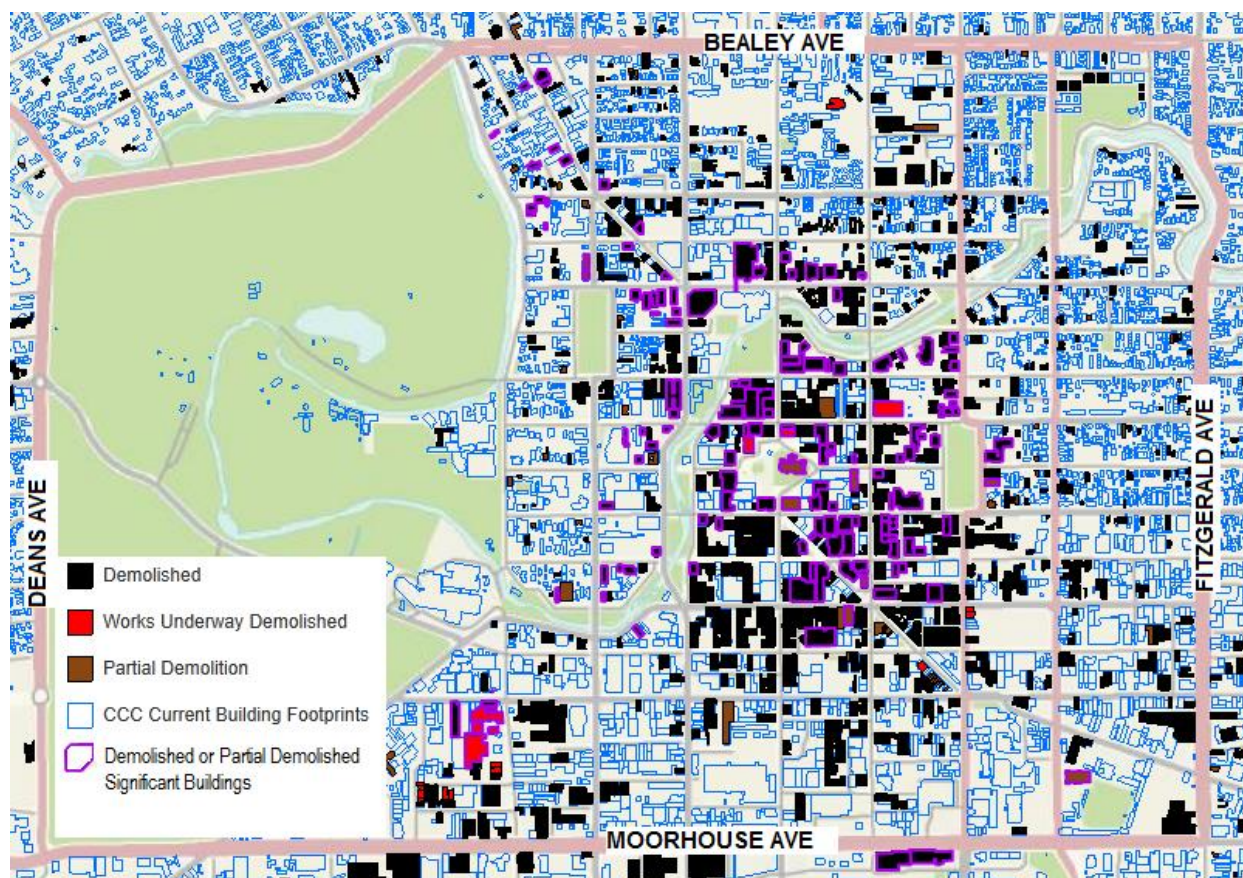 BEALEY AVE
DEANS AVE
FITZGERALD AVE
Demolished
Works Underway Demolished
Partial Demolition
CCC Current Building Footprints
Demolished or Partial Demolished
Significant Buildings
MOORHOUSE AVE